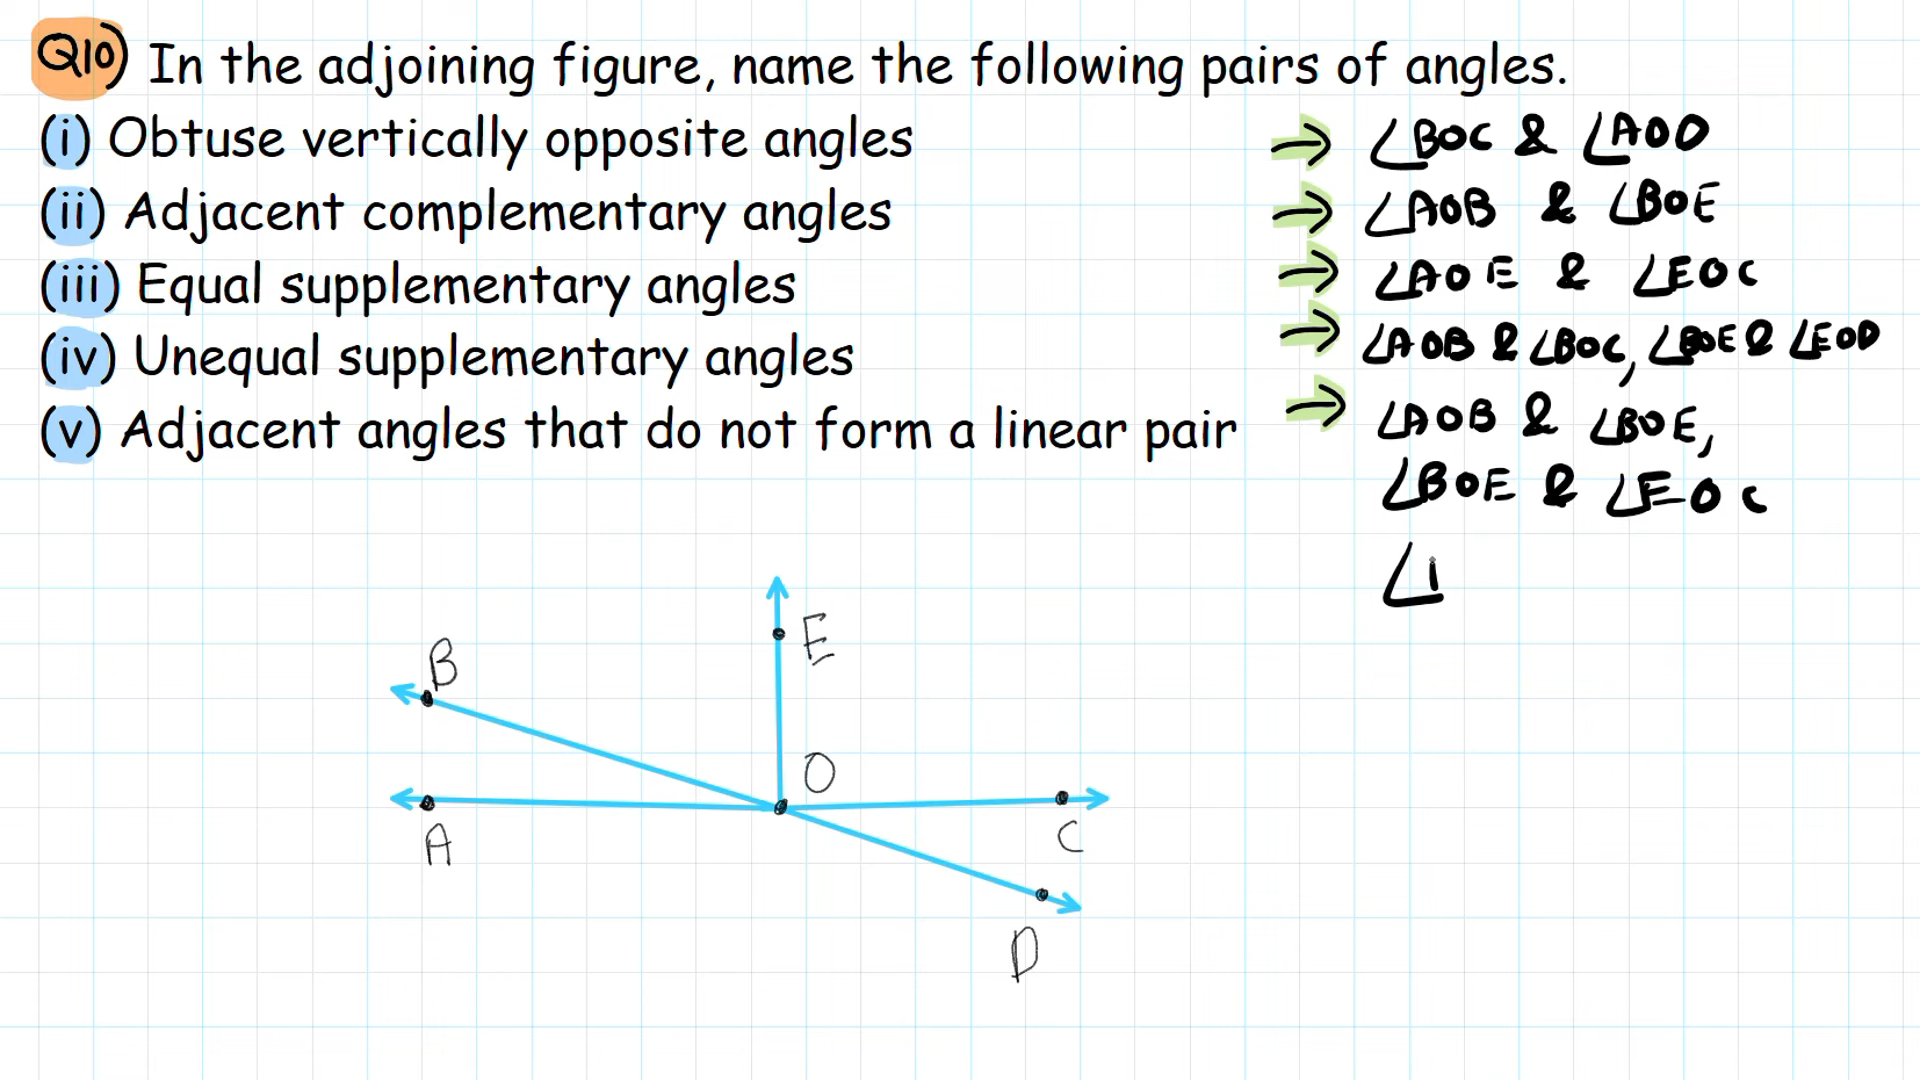 Q10) In the adjoining figure, name the following pairs of angles.
(i) Obtuse vertically opposite angles ⇒ ∠BOC & ∠AOD
(ii) Adjacent complementary angles ⇒ ∠AOB & ∠BOE
(iii) Equal supplementary angles ⇒ ∠AOE & ∠EOC
(iv) Unequal supplementary angles ⇒ ∠AOB & ∠BOC, ∠BOE & ∠EOD
(v) Adjacent angles that do not form a linear pair ⇒ ∠AOB & ∠BOE,
∠BOE & ∠EOC
∠
E
B
O
A
C
D